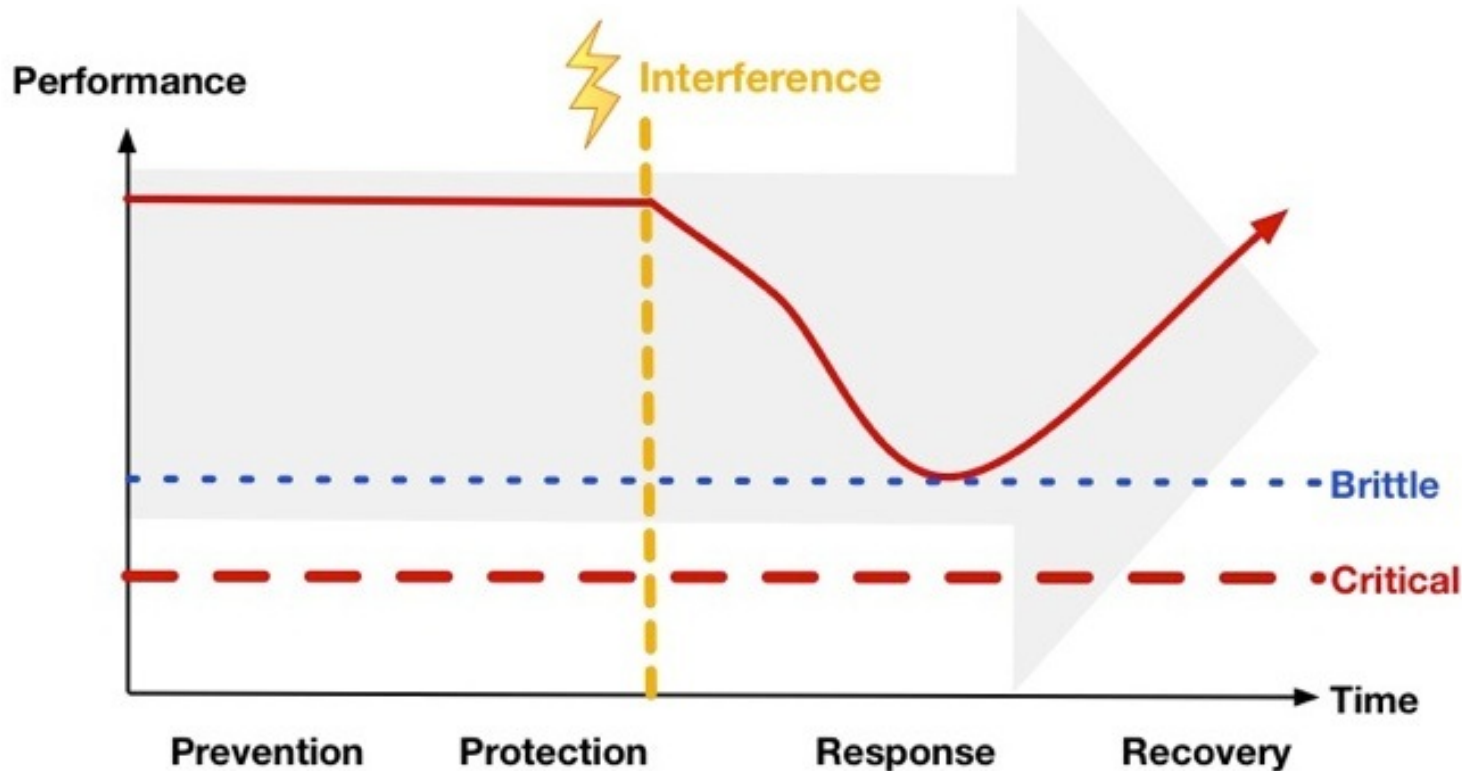 Interference
Performance
Brittle
Critical
Time
Prevention Protection Response Recovery